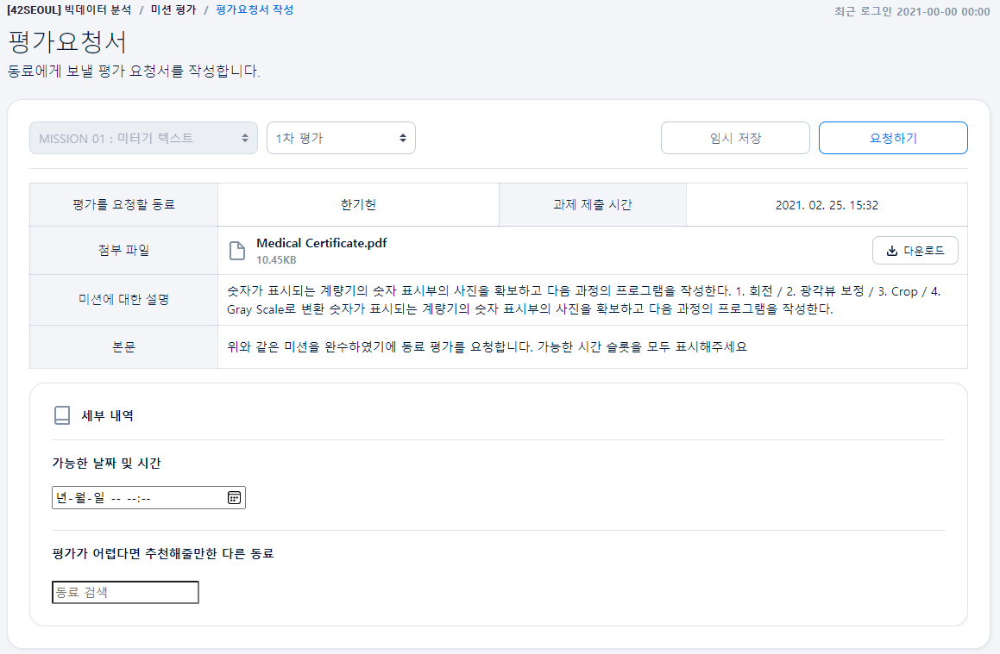 [42SEOUL] 빅데이터 분석 / 미션 평가 / 평가요청서 작성
최근 로그인 2021-00-00 00:00
평가요청서
동료에게 보낼 평가 요청서를 작성합니다.
MISSION 01 : 미터기 텍스트
1차 평가
임시 저장
요청하기
평가를 요청할 동료
한기헌
과제 제출 시간
2021. 02. 25. 15:32
첨부 파일
Medical Certificate.pdf
10.45KB
다운로드
미션에 대한 설명
숫자가 표시되는 계량기의 숫자 표시부의 사진을 확보하고 다음 과정의 프로그램을 작성한다. 1. 회전 / 2. 광각뷰 보정 / 3. Crop / 4.
Gray Scale로 변환 숫자가 표시되는 계량기의 숫자 표시부의 사진을 확보하고 다음 과정의 프로그램을 작성한다.
본문
위와 같은 미션을 완수하였기에 동료 평가를 요청합니다. 가능한 시간 슬롯을 모두 표시해주세요
세부 내역
가능한 날짜 및 시간
년-월-일 -- --:--
평가가 어렵다면 추천해줄만한 다른 동료
동료 검색